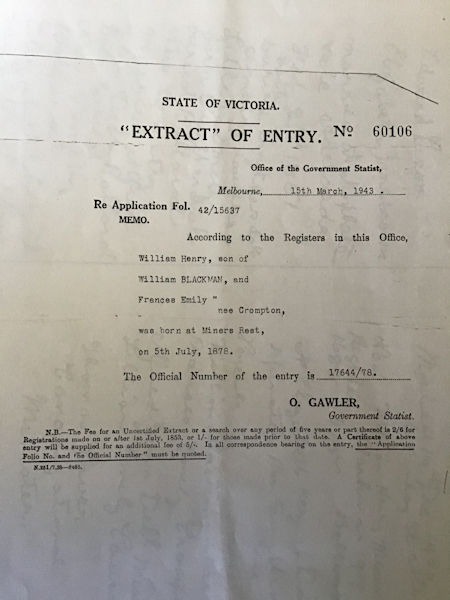 STATE OF VICTORIA.
"EXTRACT" OF ENTRY. Nº 60106
Office of the Government Statist,
Melbourne, 15th March, 1943.
Re Application Fol. 42/15637
MEMO.
According to the Registers in this Office,
William Henry, son of
William BLACKMAN, and
Frances Emily "
nee Crompton,
was born at Miners Rest,
on 5th July, 1878.
The Official Number of the entry is 17644/78.
O. GAWLER,
Government Statist.
N.B.—The Fee for an Uncertified Extract or a search over any period of five years or part thereof is 2/6 for
Registrations made on or after 1st July, 1853, or 1/- for those made prior to that date. A Certificate of above
entry will be supplied for an additional fee of 5/-. In all correspondence bearing on the entry, the "Application
Folio No. and the Official Number" must be quoted.